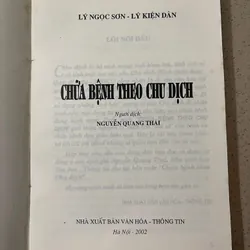 LÝ NGỌC SƠN - LÝ KIỆN DÂN
CHỮA BỆNH THEO CHU DỊCH
Người dịch
NGUYỄN QUANG THÁI
NHÀ XUẤT BẢN VĂN HÓA - THÔNG TIN
Hà Nội - 2002